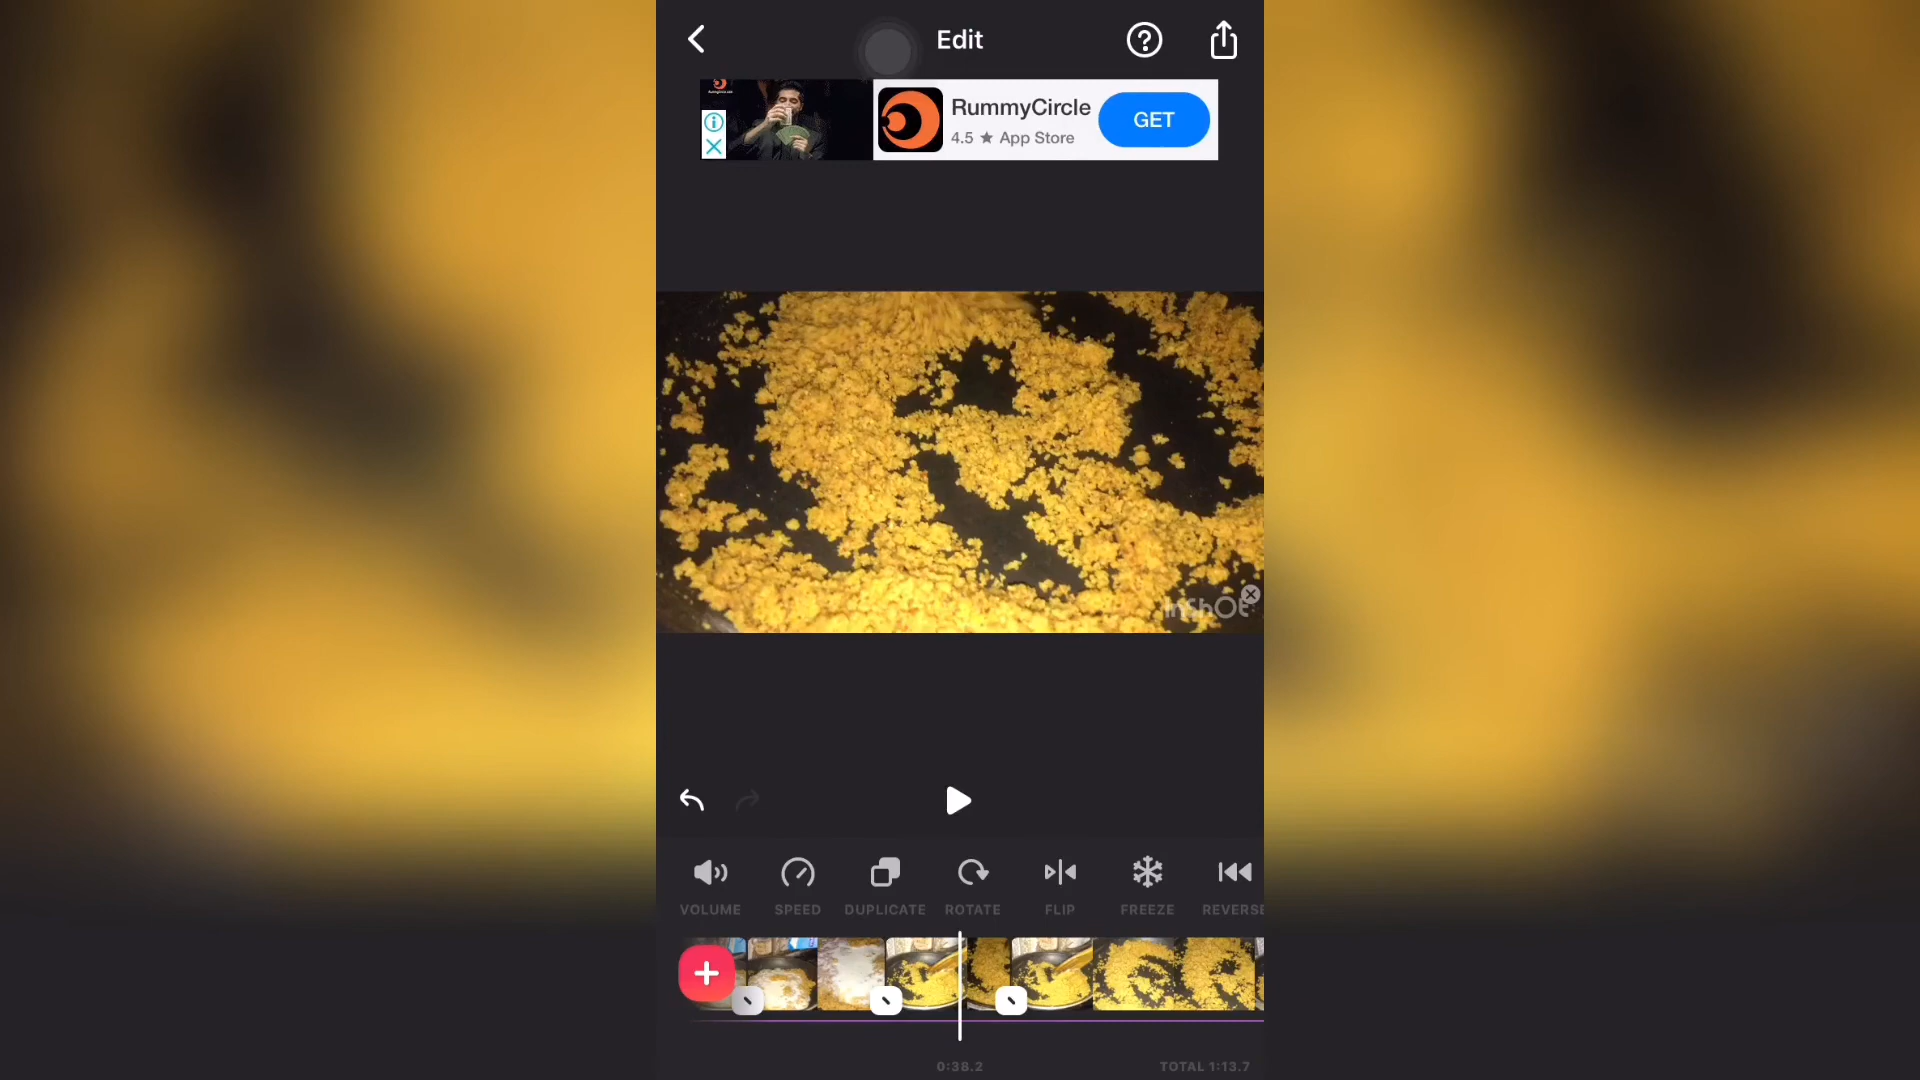 Edit
RummyCircle
4.5 ★ App Store
GET
InShOt
VOLUME
SPEED
DUPLICATE
ROTATE
FLIP
FREEZE
REVERSE
0:38.2
TOTAL 1:13.7